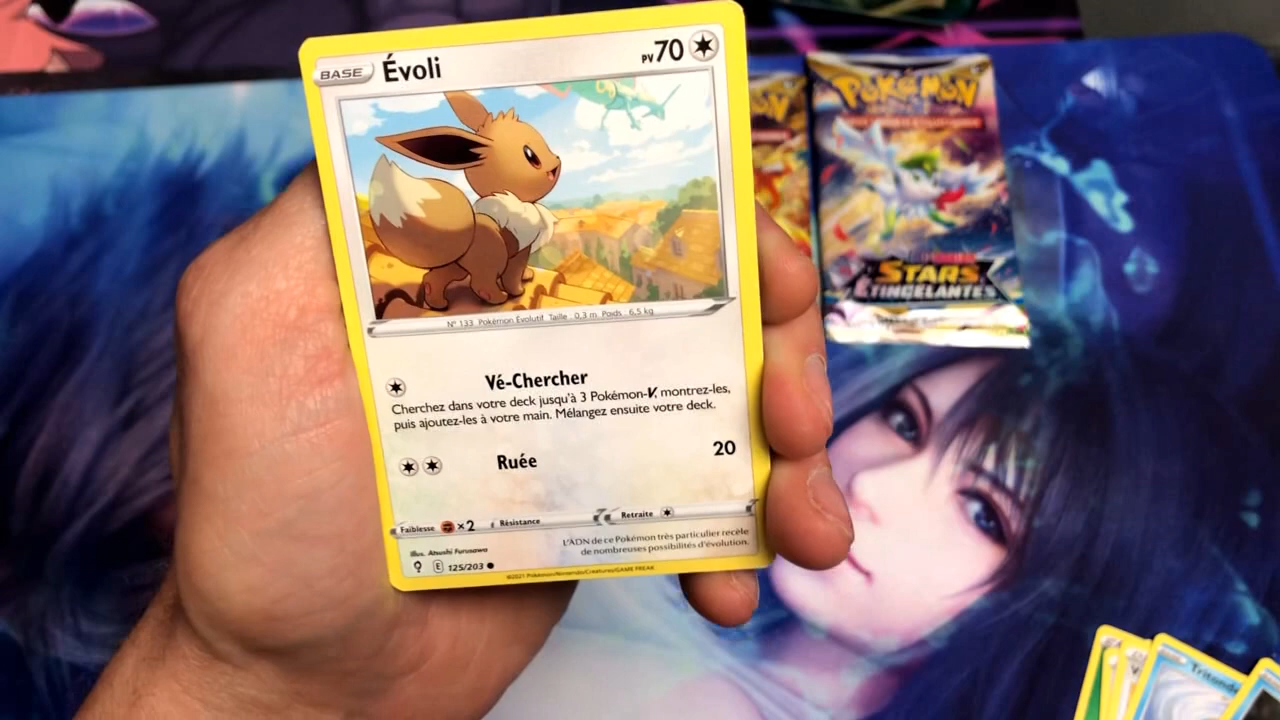 BASE Évoli PV 70
N° 133 Pokémon Évolutif Taille : 0,3 m Poids : 6,5 kg
Vé-Chercher
Cherchez dans votre deck jusqu'à 3 Pokémon-V, montrez-les,
puis ajoutez-les à votre main. Mélangez ensuite votre deck.
Ruée 20
Faiblesse ×2 Résistance Retraite
L'ADN de ce Pokémon très particulier recèle
de nombreuses possibilités d'évolution.
Illus. Atsushi Furusawa
E 125/203
©2021 Pokémon/Nintendo/Creatures/GAME FREAK
POKÉMON
STARS
ÉTINCELANTES